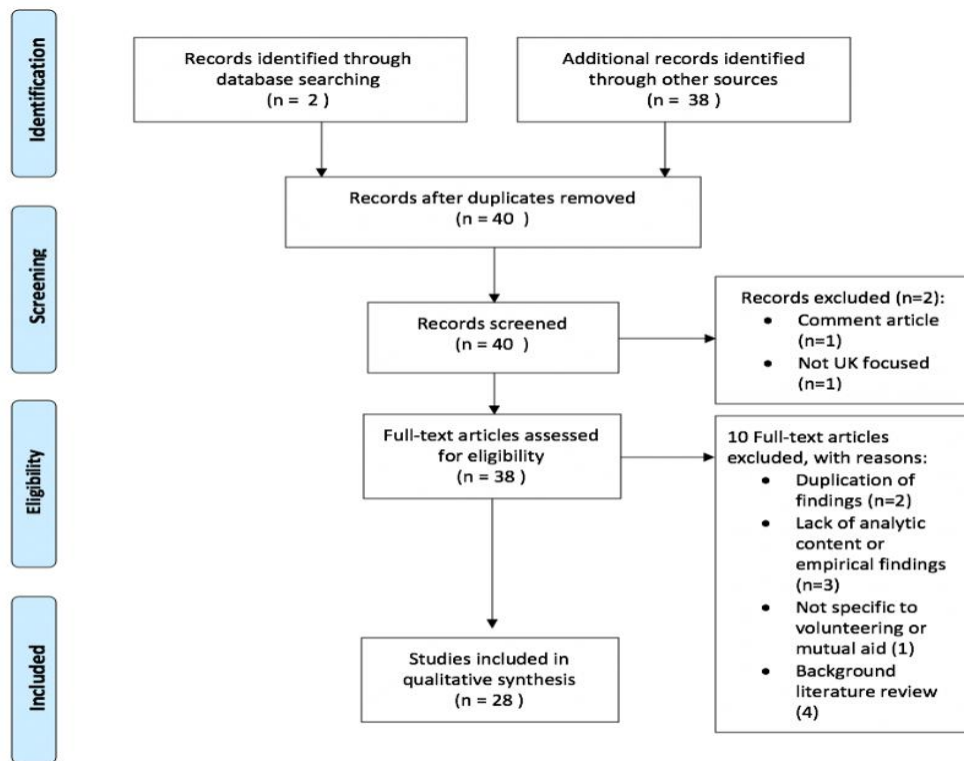 Identification
Records identified through
database searching
(n = 2 )
Additional records identified
through other sources
(n = 38 )
Records after duplicates removed
(n = 40 )
Screening
Records screened
(n = 40 )
Records excluded (n=2):
• Comment article
(n=1)
• Not UK focused
(n=1)
Eligibility
Full-text articles assessed
for eligibility
(n = 38 )
10 Full-text articles
excluded, with reasons:
• Duplication of
findings (n=2)
• Lack of analytic
content or
empirical findings
(n=3)
• Not specific to
volunteering or
mutual aid (1)
• Background
literature review
(4)
Included
Studies included in
qualitative synthesis
(n = 28 )